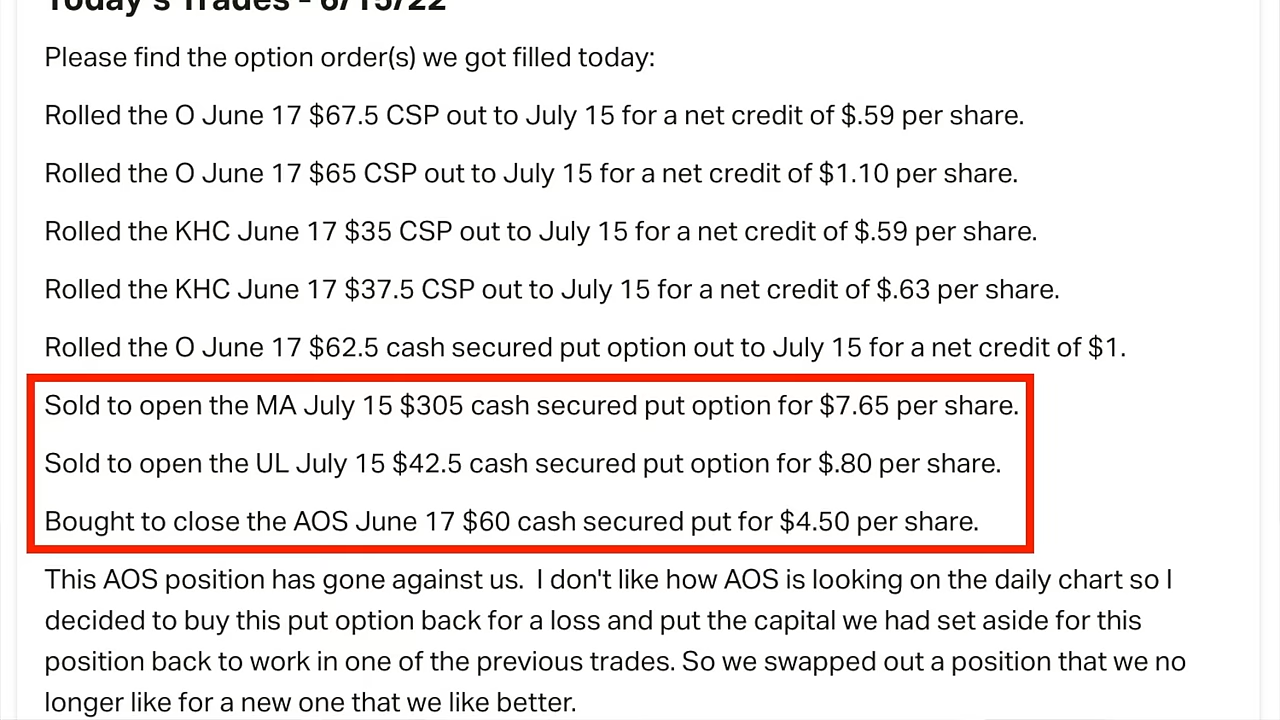 Today's Trades - 6/15/22
Please find the option order(s) we got filled today:
Rolled the O June 17 $67.5 CSP out to July 15 for a net credit of $.59 per share.
Rolled the O June 17 $65 CSP out to July 15 for a net credit of $1.10 per share.
Rolled the KHC June 17 $35 CSP out to July 15 for a net credit of $.59 per share.
Rolled the KHC June 17 $37.5 CSP out to July 15 for a net credit of $.63 per share.
Rolled the O June 17 $62.5 cash secured put option out to July 15 for a net credit of $1.
Sold to open the MA July 15 $305 cash secured put option for $7.65 per share.
Sold to open the UL July 15 $42.5 cash secured put option for $.80 per share.
Bought to close the AOS June 17 $60 cash secured put for $4.50 per share.
This AOS position has gone against us.  I don't like how AOS is looking on the daily chart so I
decided to buy this put option back for a loss and put the capital we had set aside for this
position back to work in one of the previous trades. So we swapped out a position that we no
longer like for a new one that we like better.